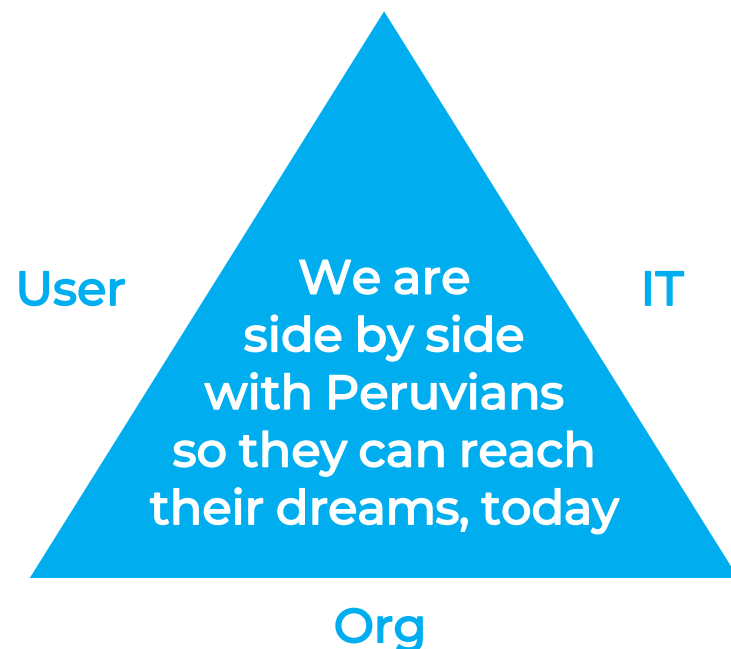 User
IT
We are
side by side
with Peruvians
so they can reach
their dreams, today
Org